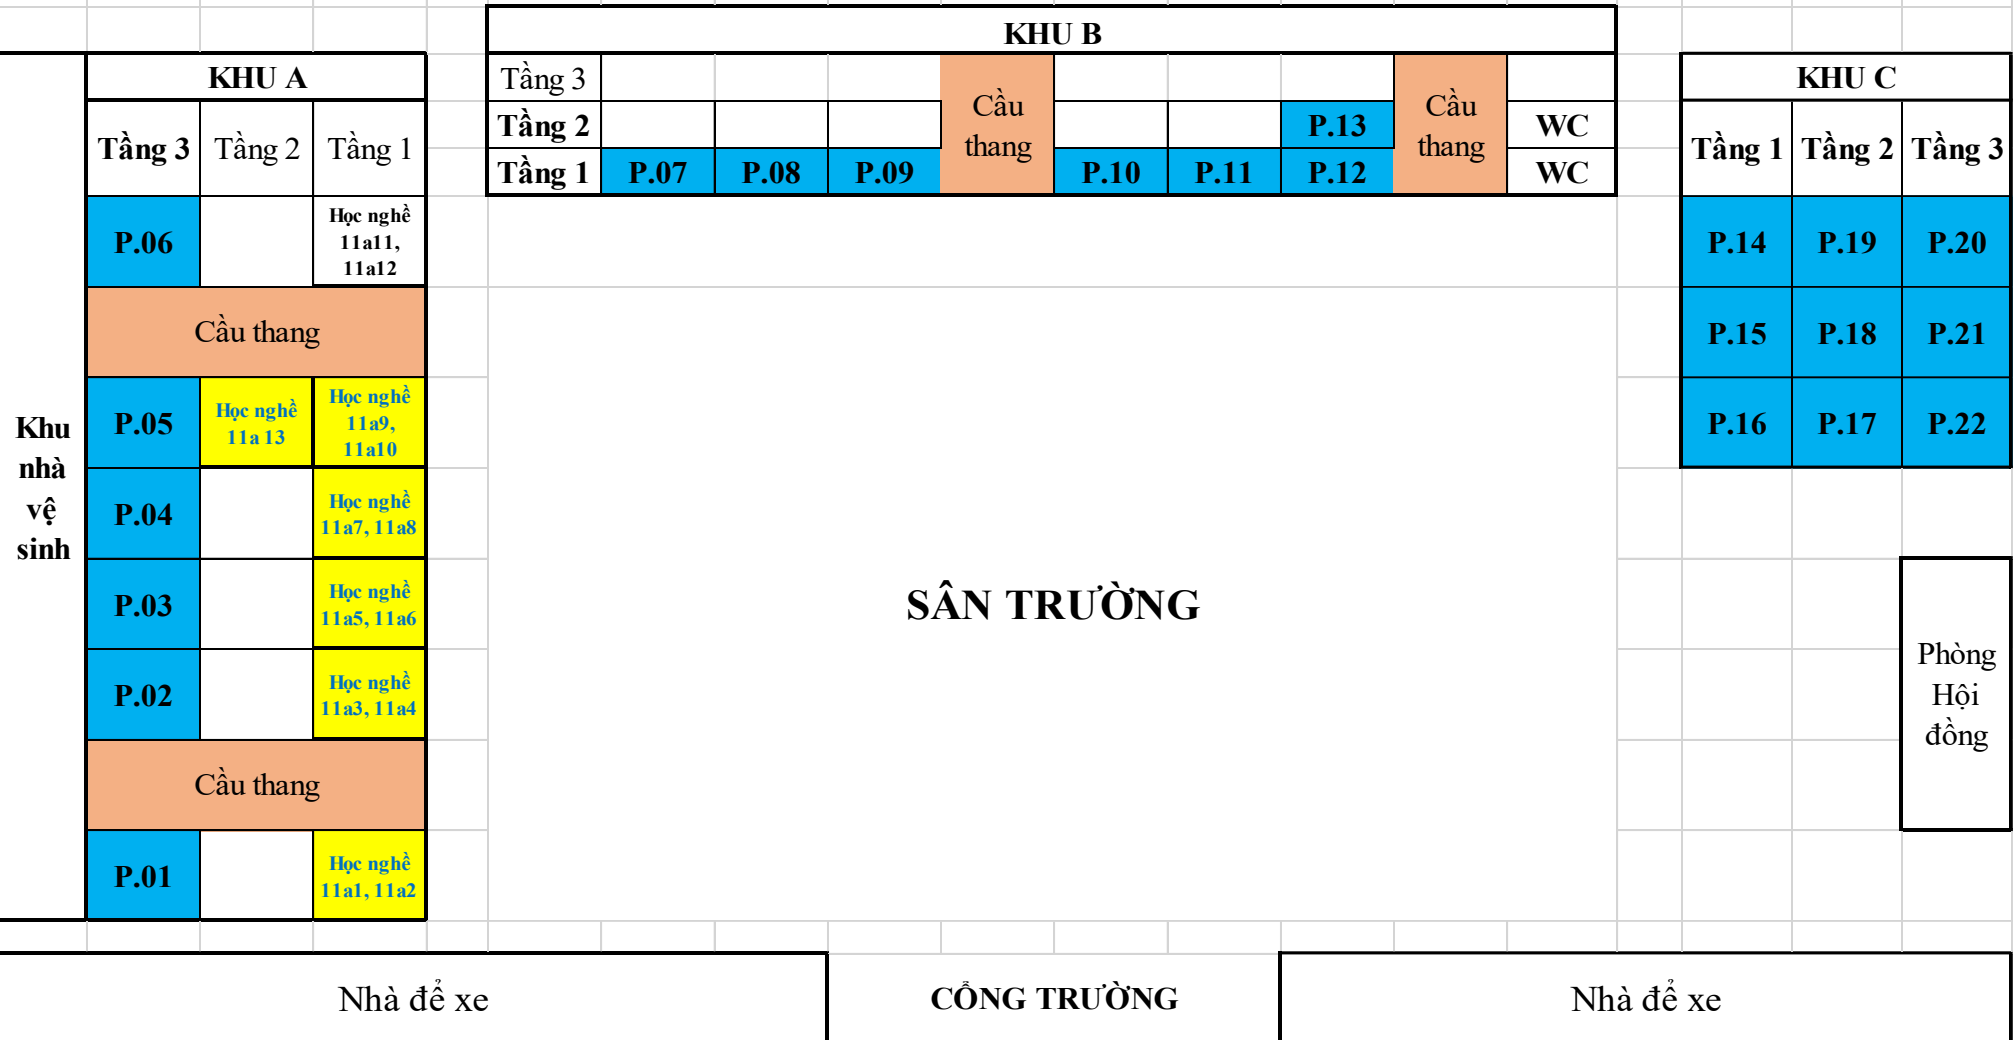 KHU B
KHU A
KHU C
Tầng 3
Cầu
thang
Cầu
thang
Tầng 2
P.13
WC
Tầng 1
P.07
P.08
P.09
P.10
P.11
P.12
WC
Tầng 3
Tầng 2
Tầng 1
Tầng 1
Tầng 2
Tầng 3
P.06
Học nghề
11a11,
11a12
P.14
P.19
P.20
Cầu thang
P.15
P.18
P.21
Khu
nhà
vệ
sinh
P.05
Học nghề
11a 13
Học nghề
11a9,
11a10
P.16
P.17
P.22
P.04
Học nghề
11a7, 11a8
P.03
Học nghề
11a5, 11a6
SÂN TRƯỜNG
P.02
Học nghề
11a3, 11a4
Phòng
Hội
đồng
Cầu thang
P.01
Học nghề
11a1, 11a2
Nhà để xe
CỔNG TRƯỜNG
Nhà để xe